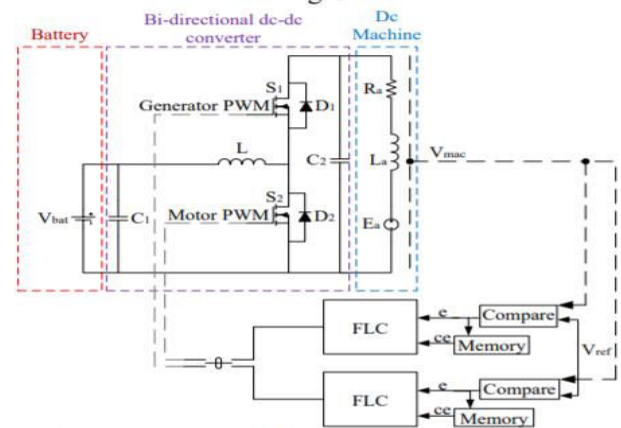 Battery
Bi-directional dc-dc
converter
Dc
Machine
S1
Generator PWM
D1
Ra
L
C2
La
Vmac
S2
Vbat
C1
Motor PWM
D2
Ea
FLC
e
Compare
ce
Memory
Vref
FLC
e
Compare
ce
Memory